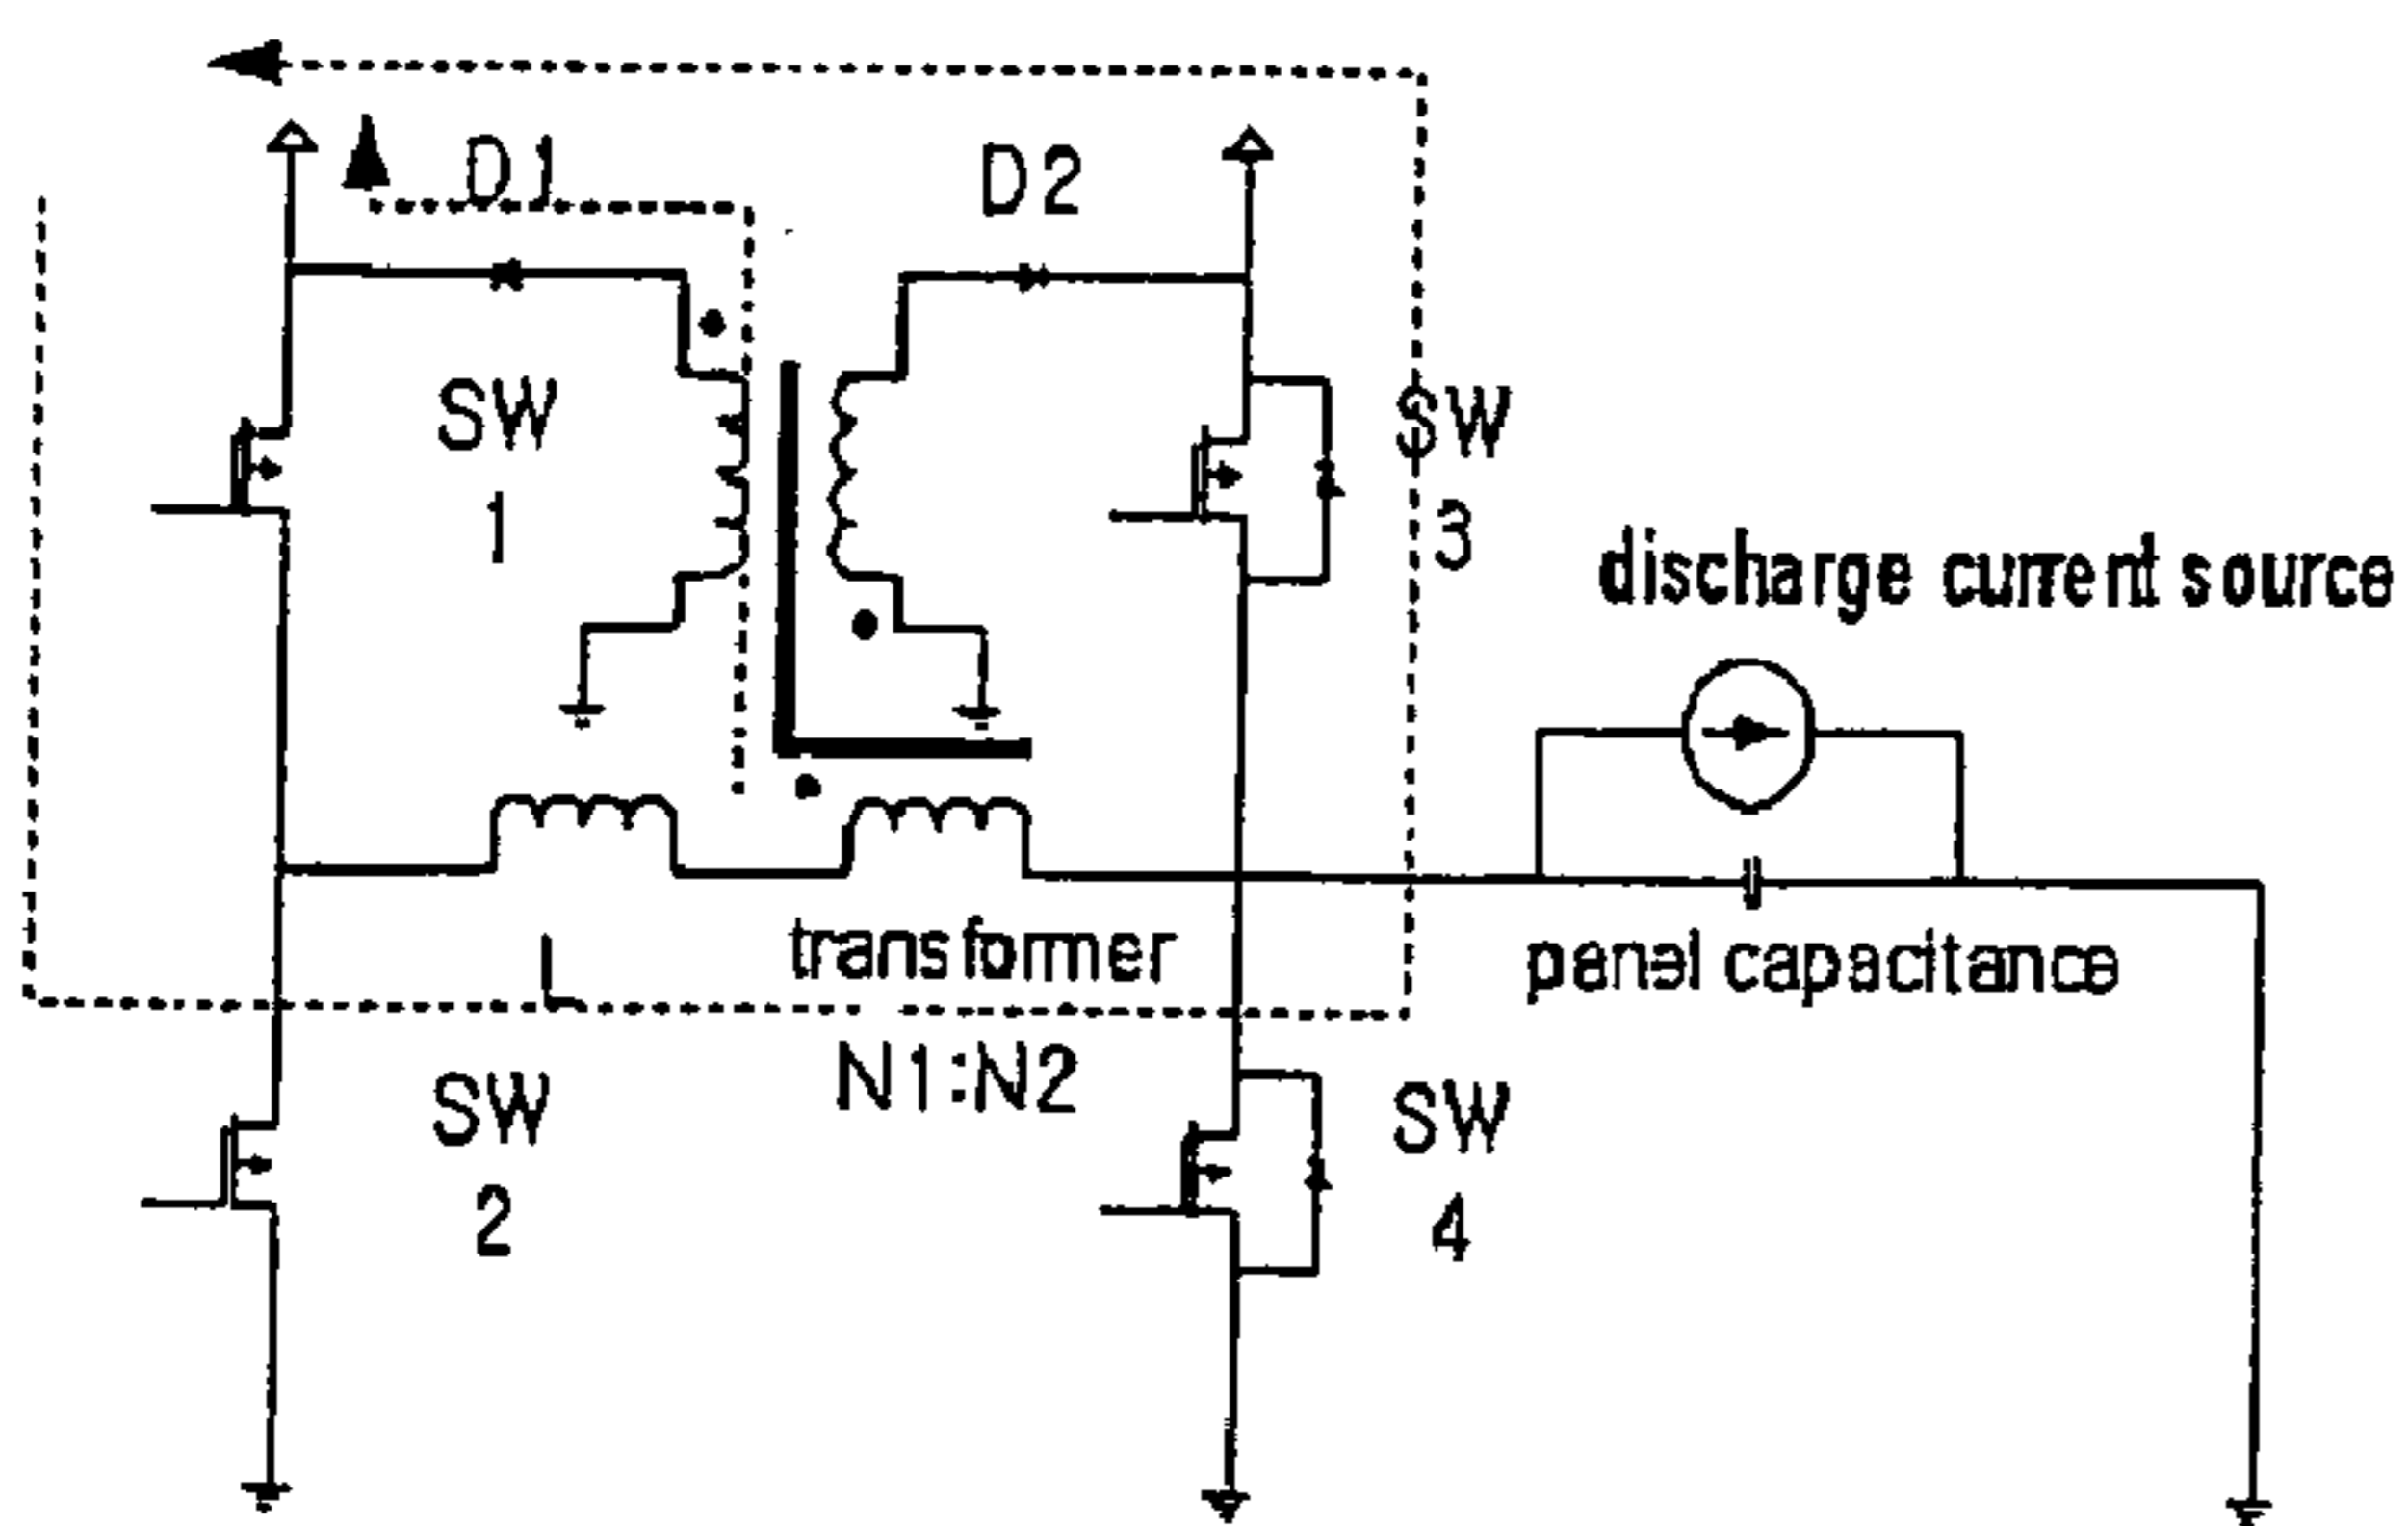 D1
D2
SW
1
SW
3
discharge current source
L
transformer
N1:N2
panel capacitance
SW
2
SW
4